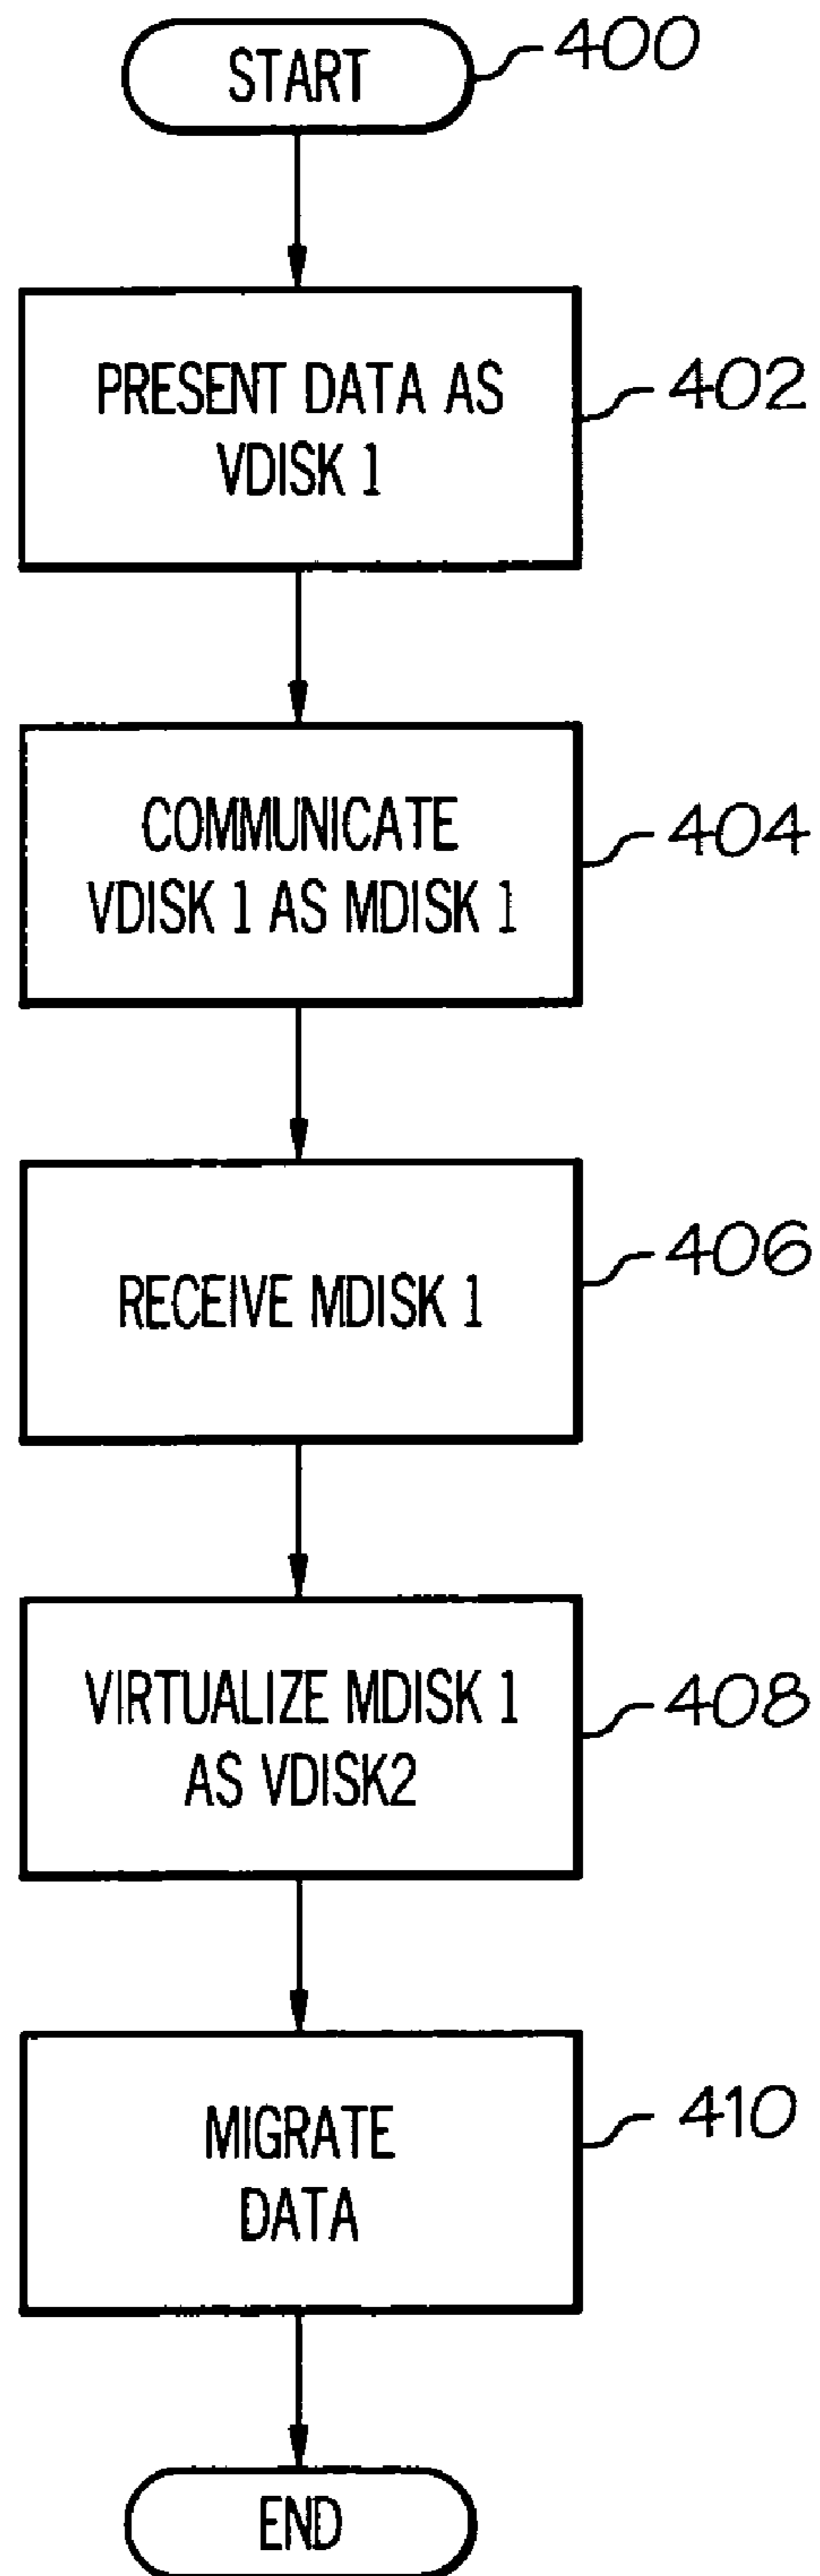 START
400
PRESENT DATA AS
VDISK 1
402
COMMUNICATE
VDISK 1 AS MDISK 1
404
RECEIVE MDISK 1
406
VIRTUALIZE MDISK 1
AS VDISK2
408
MIGRATE
DATA
410
END